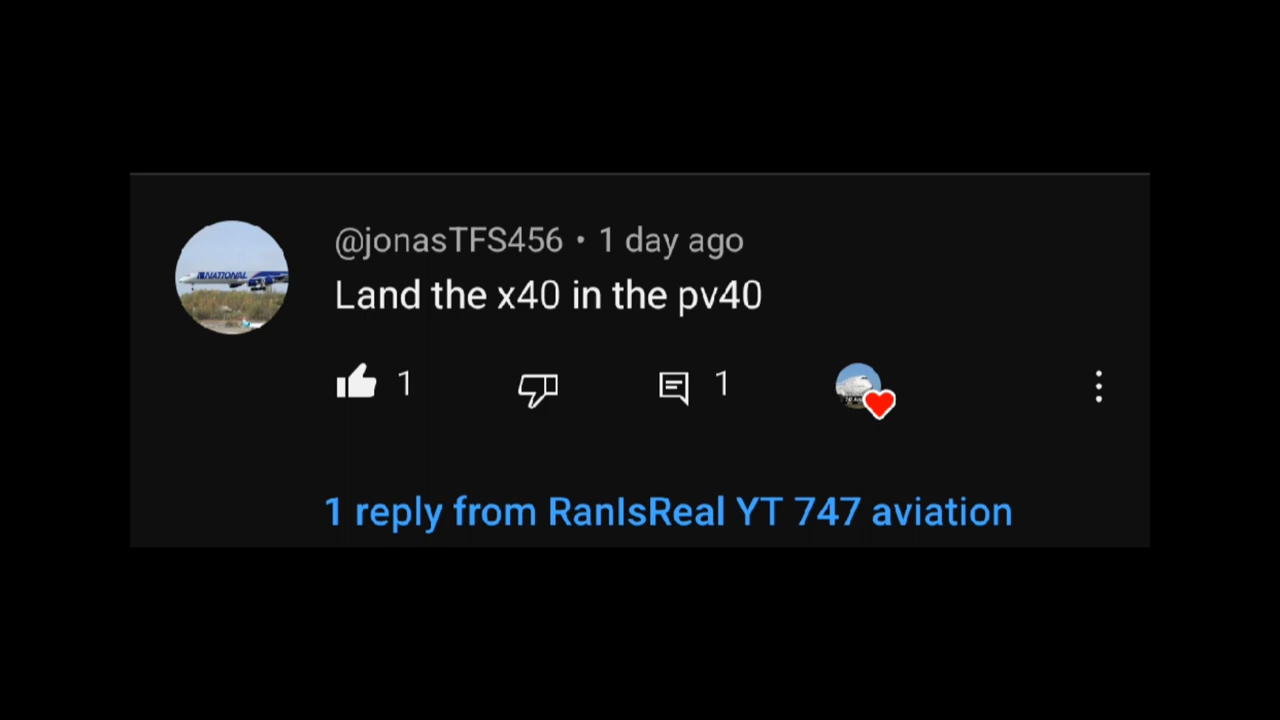 @jonasTFS456 • 1 day ago
NATIONAL
Land the x40 in the pv40
1
1
1 reply from RanIsReal YT 747 aviation